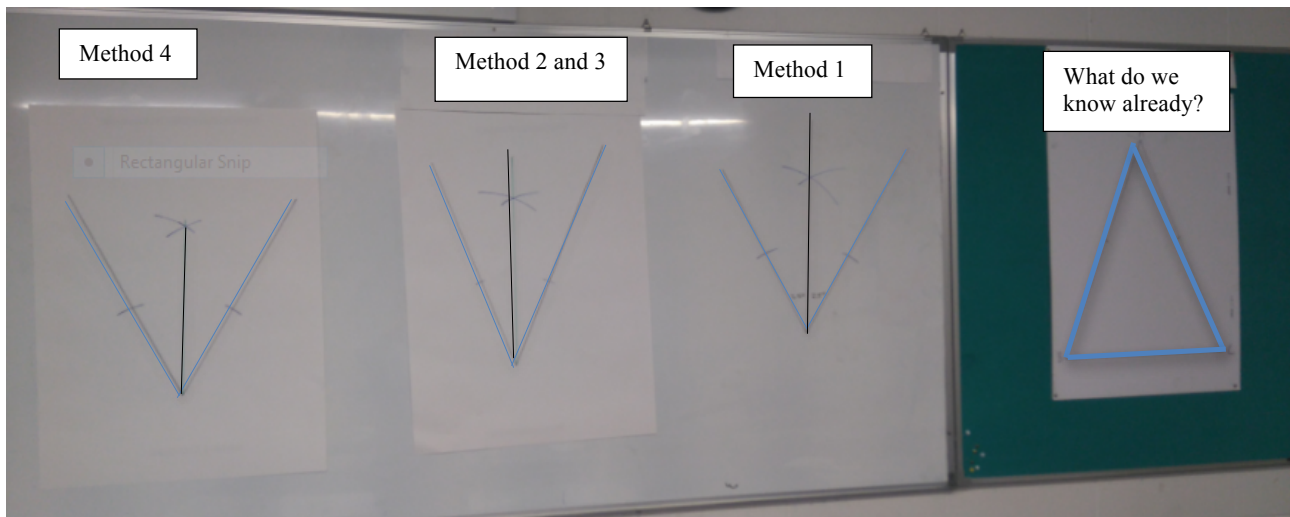 Method 4
Method 2 and 3
Method 1
What do we
know already?
Rectangular Snip